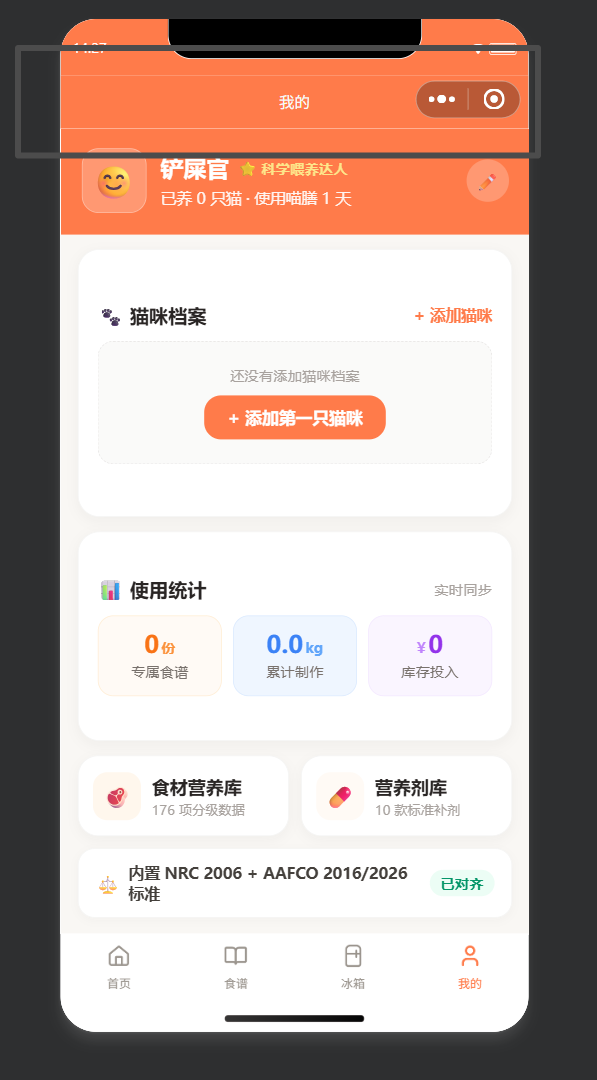 我的
铲屎官 ⭐ 科学喂养达人
已养 0 只猫 · 使用喵膳 1 天
猫咪档案
+ 添加猫咪
还没有添加猫咪档案
+ 添加第一只猫咪
使用统计
实时同步
0份
专属食谱
0.0kg
累计制作
¥0
库存投入
食材营养库
176 项分级数据
营养剂库
10 款标准补剂
内置 NRC 2006 + AAFCO 2016/2026
标准
已对齐
首页
食谱
冰箱
我的